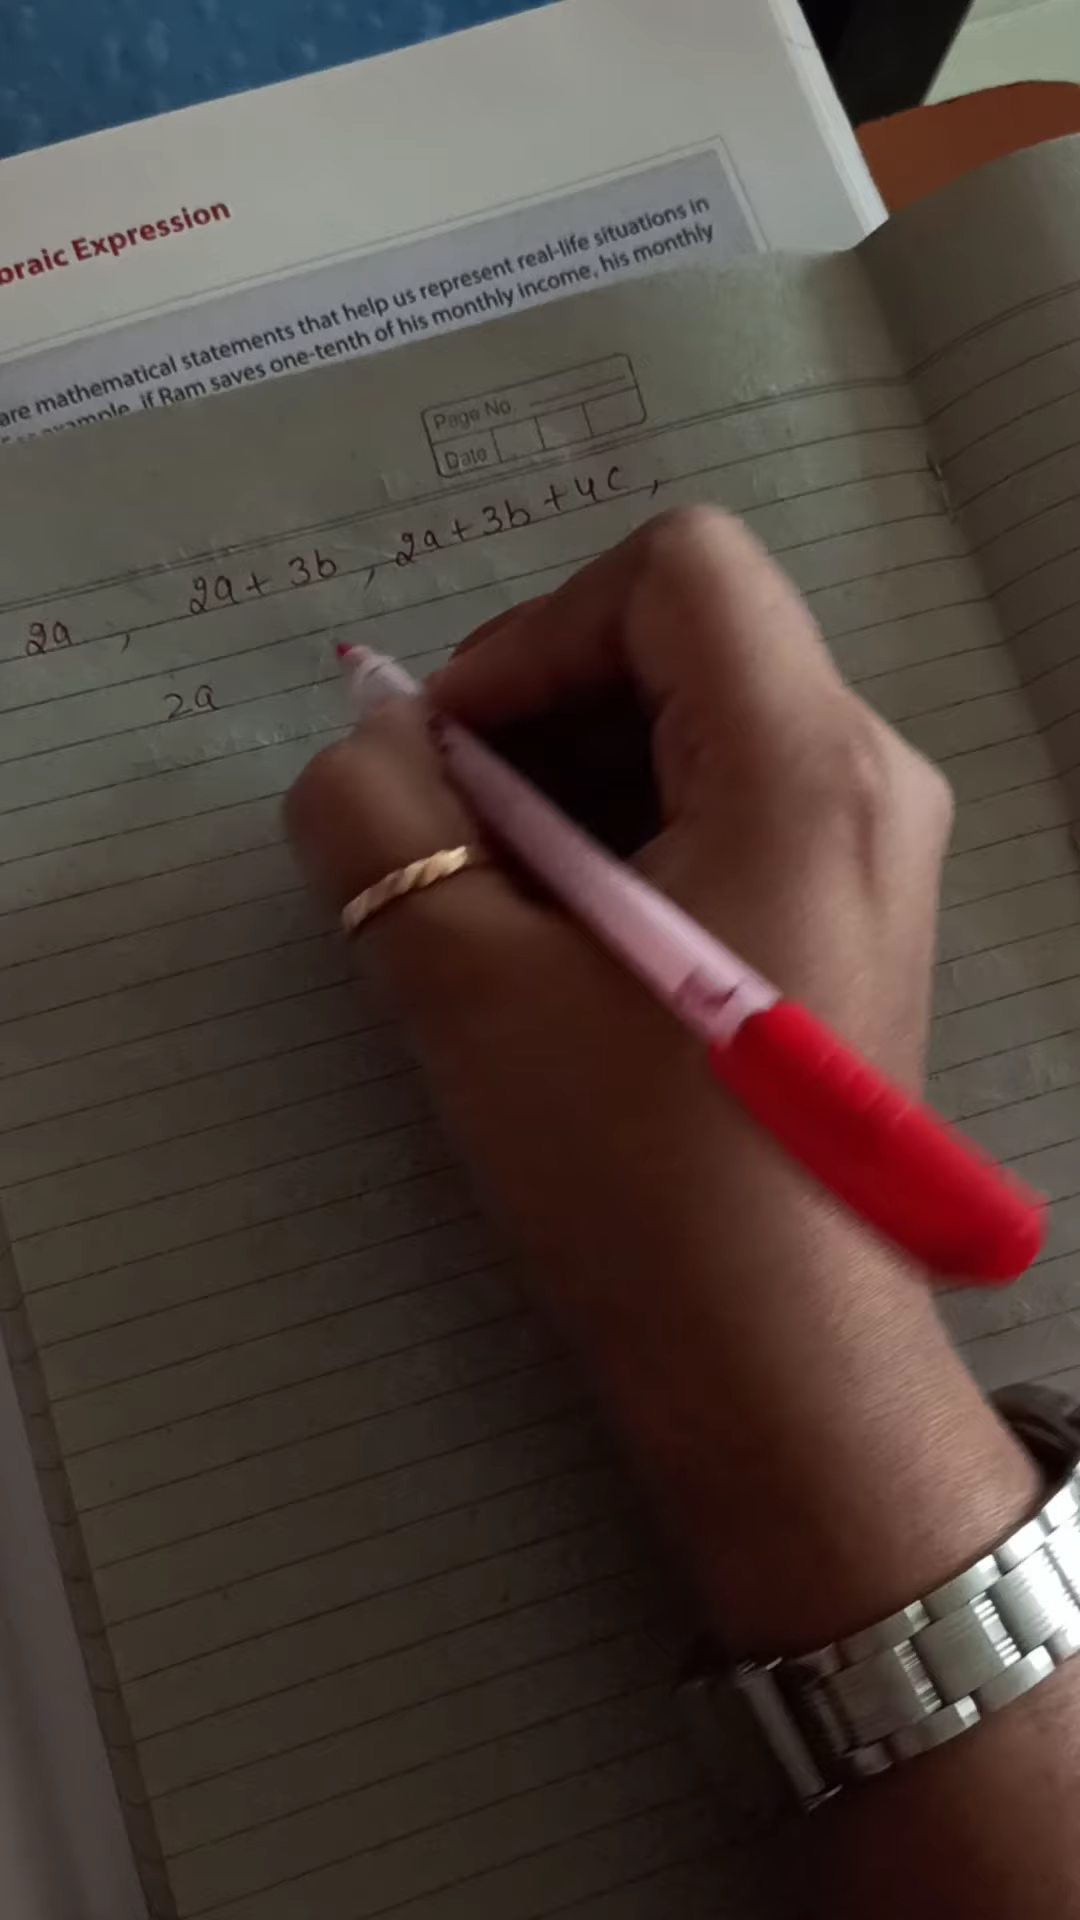 braic Expression
are mathematical statements that help us represent real-life situations in
example, if Ram saves one-tenth of his monthly income, his monthly
Page No.
Date
2a , 2a + 3b , 2a + 3b + 4c ,
2a